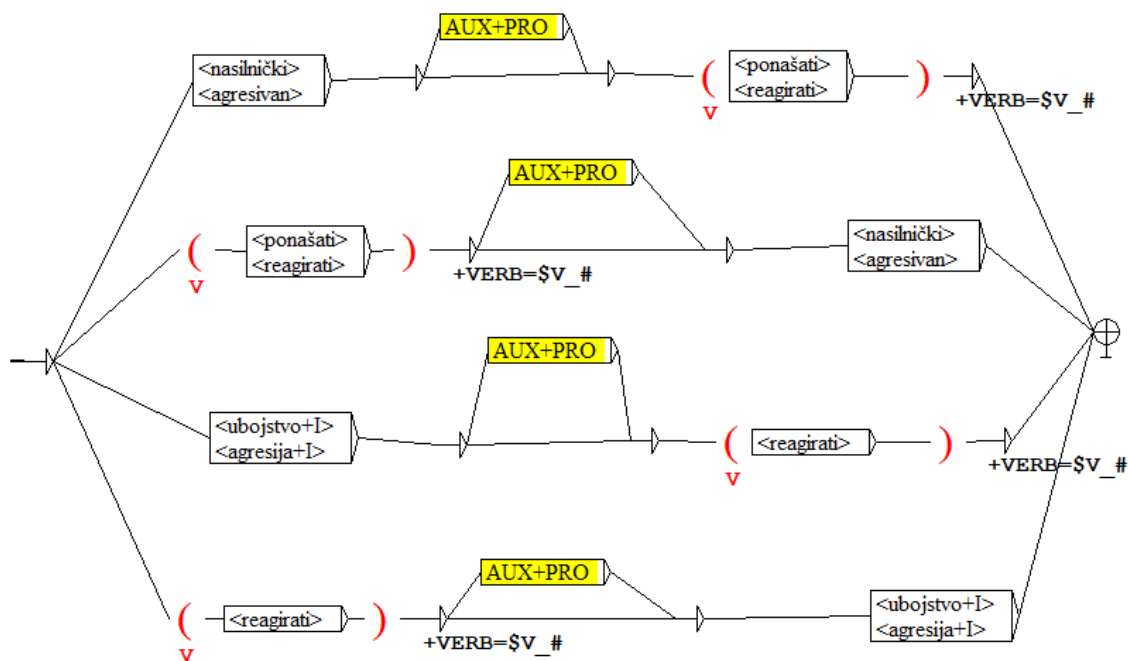 AUX+PRO
<nasilnički>
<agresivan>
(
V
<ponašati>
<reagirati>
)
+VERB=$V_#
AUX+PRO
(
V
<ponašati>
<reagirati>
)
+VERB=$V_#
<nasilnički>
<agresivan>
AUX+PRO
<ubojstvo+I>
<agresija+I>
(
V
<reagirati>
)
+VERB=$V_#
AUX+PRO
(
V
<reagirati>
)
+VERB=$V_#
<ubojstvo+I>
<agresija+I>